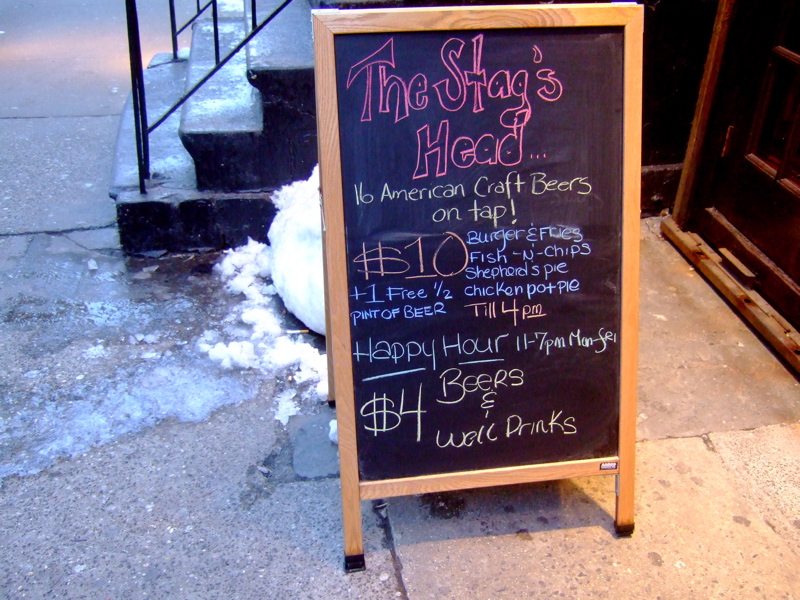 The Stag's
Head...
16 American Craft Beers
on tap!
$10
Burger & Fries
Fish-N-Chips
Shepherd's pie
chicken pot pie
+1 Free 1/2
PINT OF BEER
Till 4pm
Happy Hour 11-7pm Mon-fri
$4 Beers
&
Well Drinks